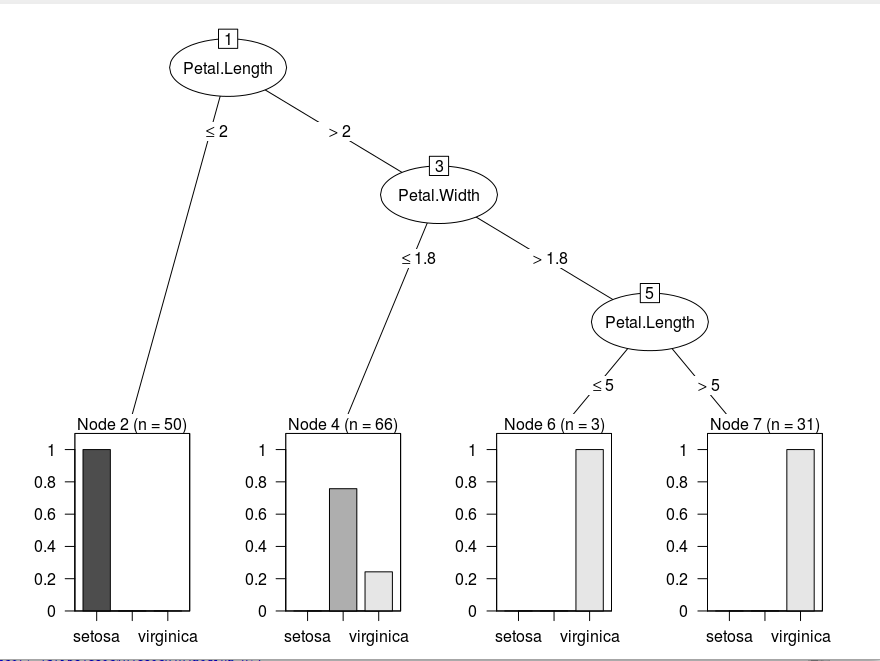 1
Petal.Length
≤ 2
> 2
3
Petal.Width
≤ 1.8
> 1.8
5
Petal.Length
≤ 5
> 5
Node 2 (n = 50)
1
0.8
0.6
0.4
0.2
0
setosa
virginica
Node 4 (n = 66)
1
0.8
0.6
0.4
0.2
0
setosa
virginica
Node 6 (n = 3)
1
0.8
0.6
0.4
0.2
0
setosa
virginica
Node 7 (n = 31)
1
0.8
0.6
0.4
0.2
0
setosa
virginica